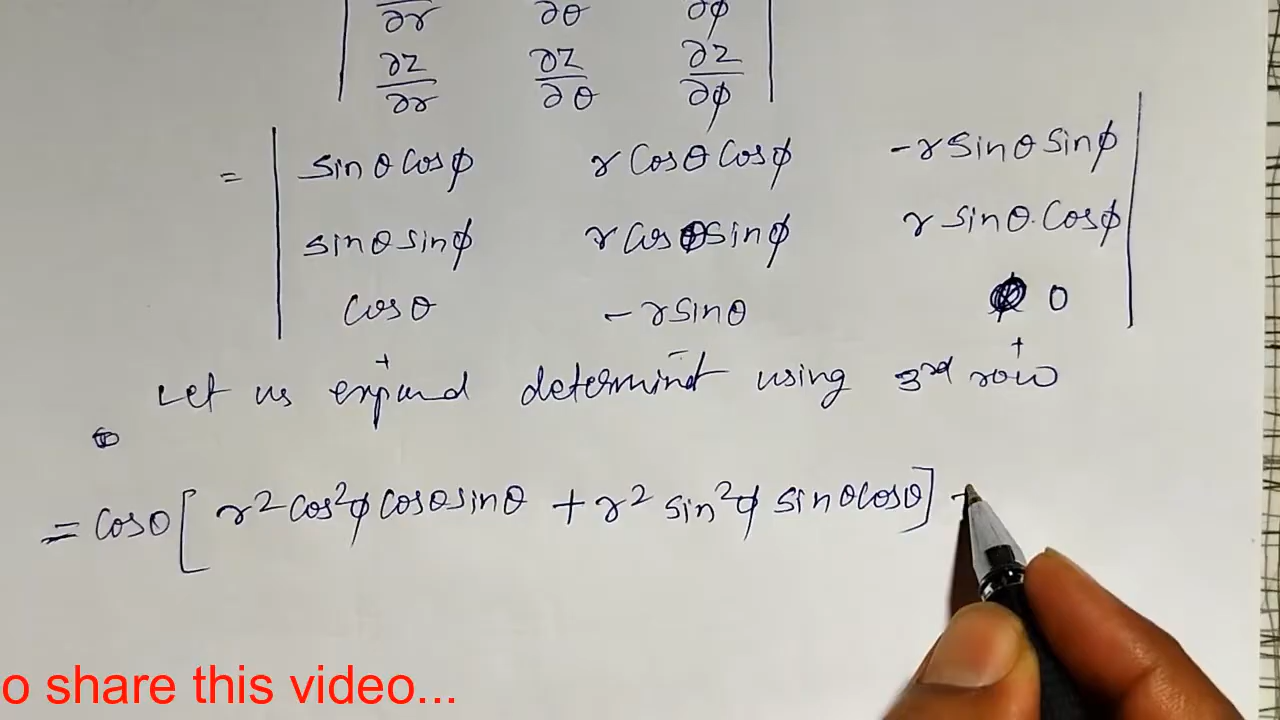 ∂r ∂θ ∂φ
∂z/∂r ∂z/∂θ ∂z/∂φ
= | sinθ cosφ r cosθ cosφ -r sinθ sinφ |
| sinθ sinφ r cosθ sinφ r sinθ. cosφ |
| cosθ - r sinθ 0 |
+ - +
Let us expand determinat using 3rd row
= cosθ [ r² cos²φ cosθ sinθ + r² sin²φ sinθ cosθ ] +
o share this video...